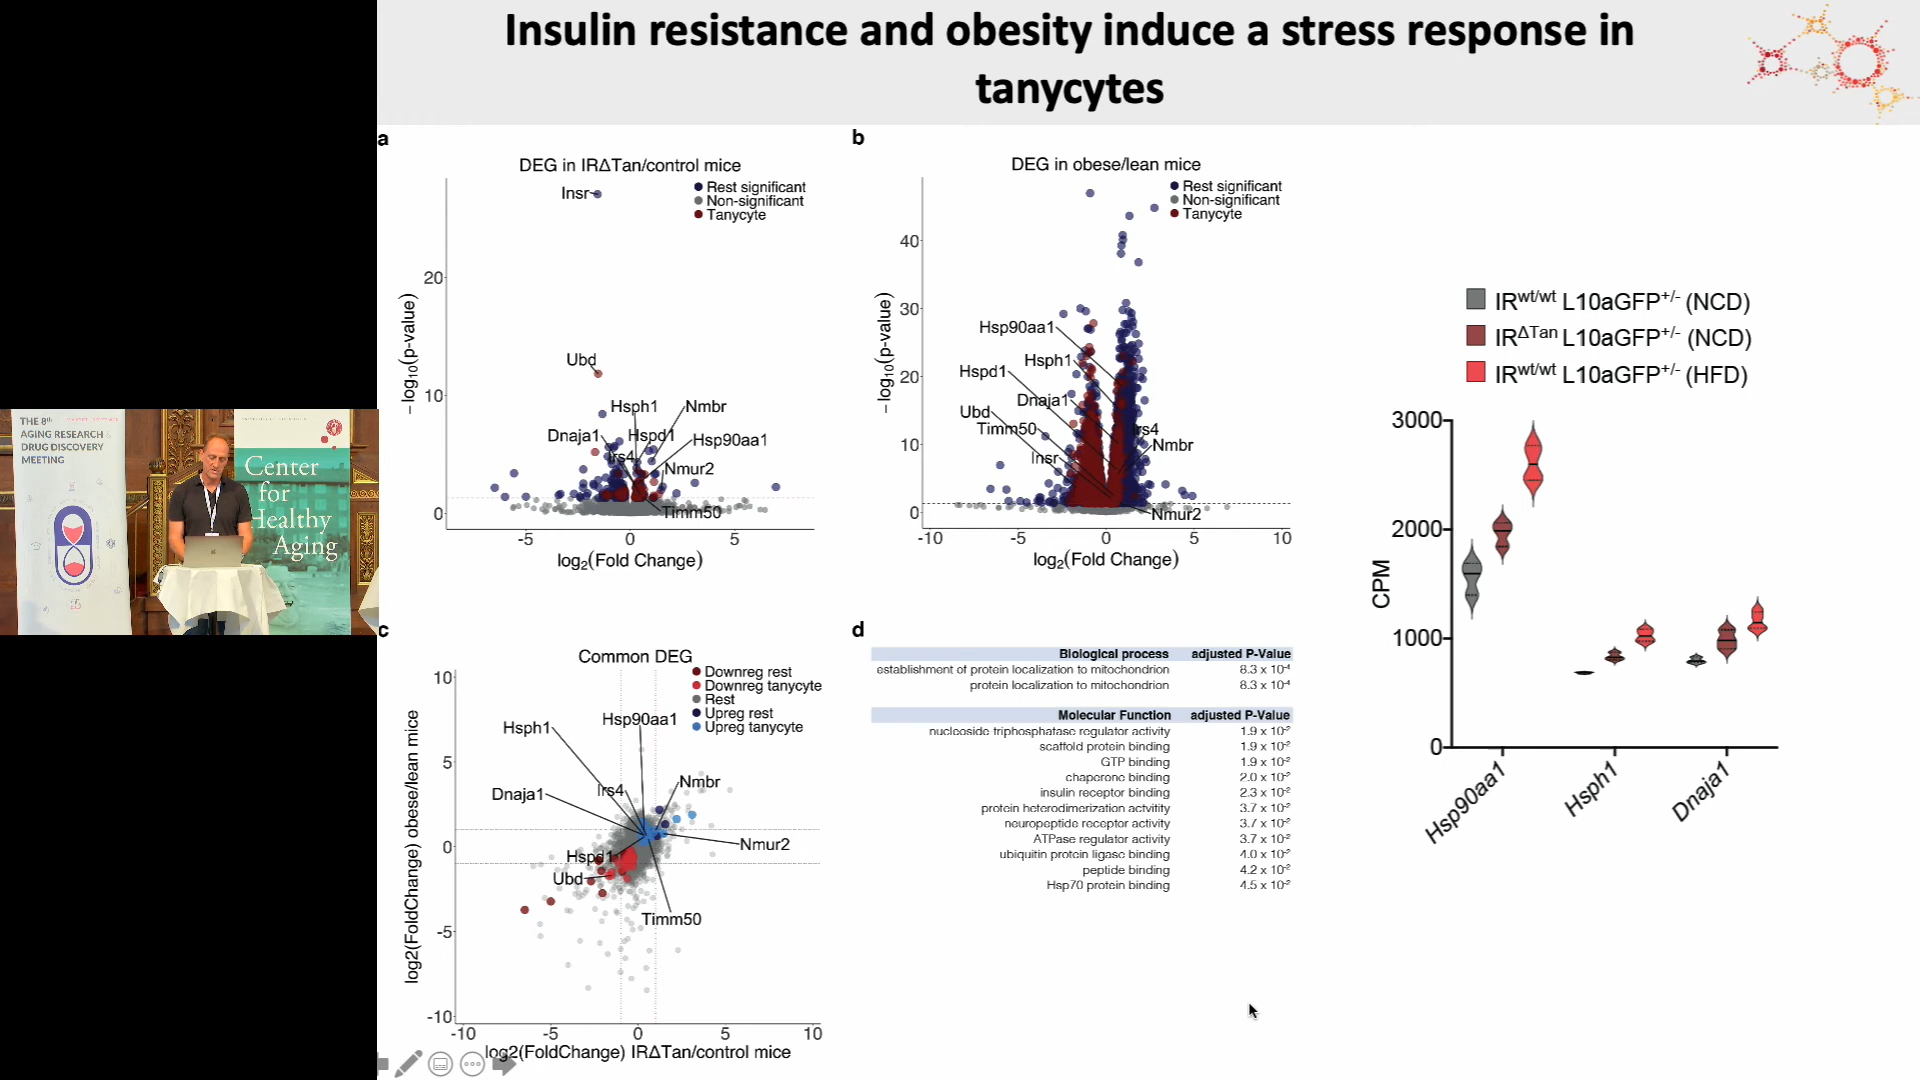 Insulin resistance and obesity induce a stress response in
tanycytes
a
DEG in IRΔTan/control mice
Rest significant
Non-significant
Tanycyte
Insr
Ubd
Hsph1
Nmbr
Dnaja1
Hspd1
Hsp90aa1
Irs4
Nmur2
Timm50
20
10
0
-5
0
5
−log10(p-value)
log2(Fold Change)
b
DEG in obese/lean mice
Rest significant
Non-significant
Tanycyte
Hsp90aa1
Hsph1
Hspd1
Dnaja1
Ubd
Timm50
Irs4
Nmbr
Insr
Nmur2
40
30
20
10
0
-10
-5
0
5
10
−log10(p-value)
log2(Fold Change)
IRwt/wt L10aGFP+/- (NCD)
IRΔTan L10aGFP+/- (NCD)
IRwt/wt L10aGFP+/- (HFD)
3000
2000
1000
0
CPM
Hsp90aa1
Hsph1
Dnaja1
THE 8th
AGING RESEARCH
DRUG DISCOVERY
MEETING
Center
for
Healthy
Aging
c
Common DEG
Downreg rest
Downreg tanycyte
Rest
Upreg rest
Upreg tanycyte
Hsph1
Hsp90aa1
Dnaja1
Irs4
Nmbr
Nmur2
Hspd1
Ubd
Timm50
10
5
0
-5
-10
-10
-5
0
5
10
log2(FoldChange) obese/lean mice
log2(FoldChange) IRΔTan/control mice
d
Biological process adjusted P-Value
establishment of protein localization to mitochondrion 8.3 x 10-4
protein localization to mitochondrion 8.3 x 10-4
Molecular Function adjusted P-Value
nucleoside-triphosphatase regulator activity 1.9 x 10-2
scaffold protein binding 1.9 x 10-2
GTP binding 1.9 x 10-2
chaperone binding 2.0 x 10-2
insulin receptor binding 2.3 x 10-2
protein heterodimerization actvitity 3.7 x 10-2
neuropeptide receptor activity 3.7 x 10-2
ATPase regulator activity 3.7 x 10-2
ubiquitin protein ligase binding 4.0 x 10-2
peptide binding 4.2 x 10-2
Hsp70 protein binding 4.5 x 10-2